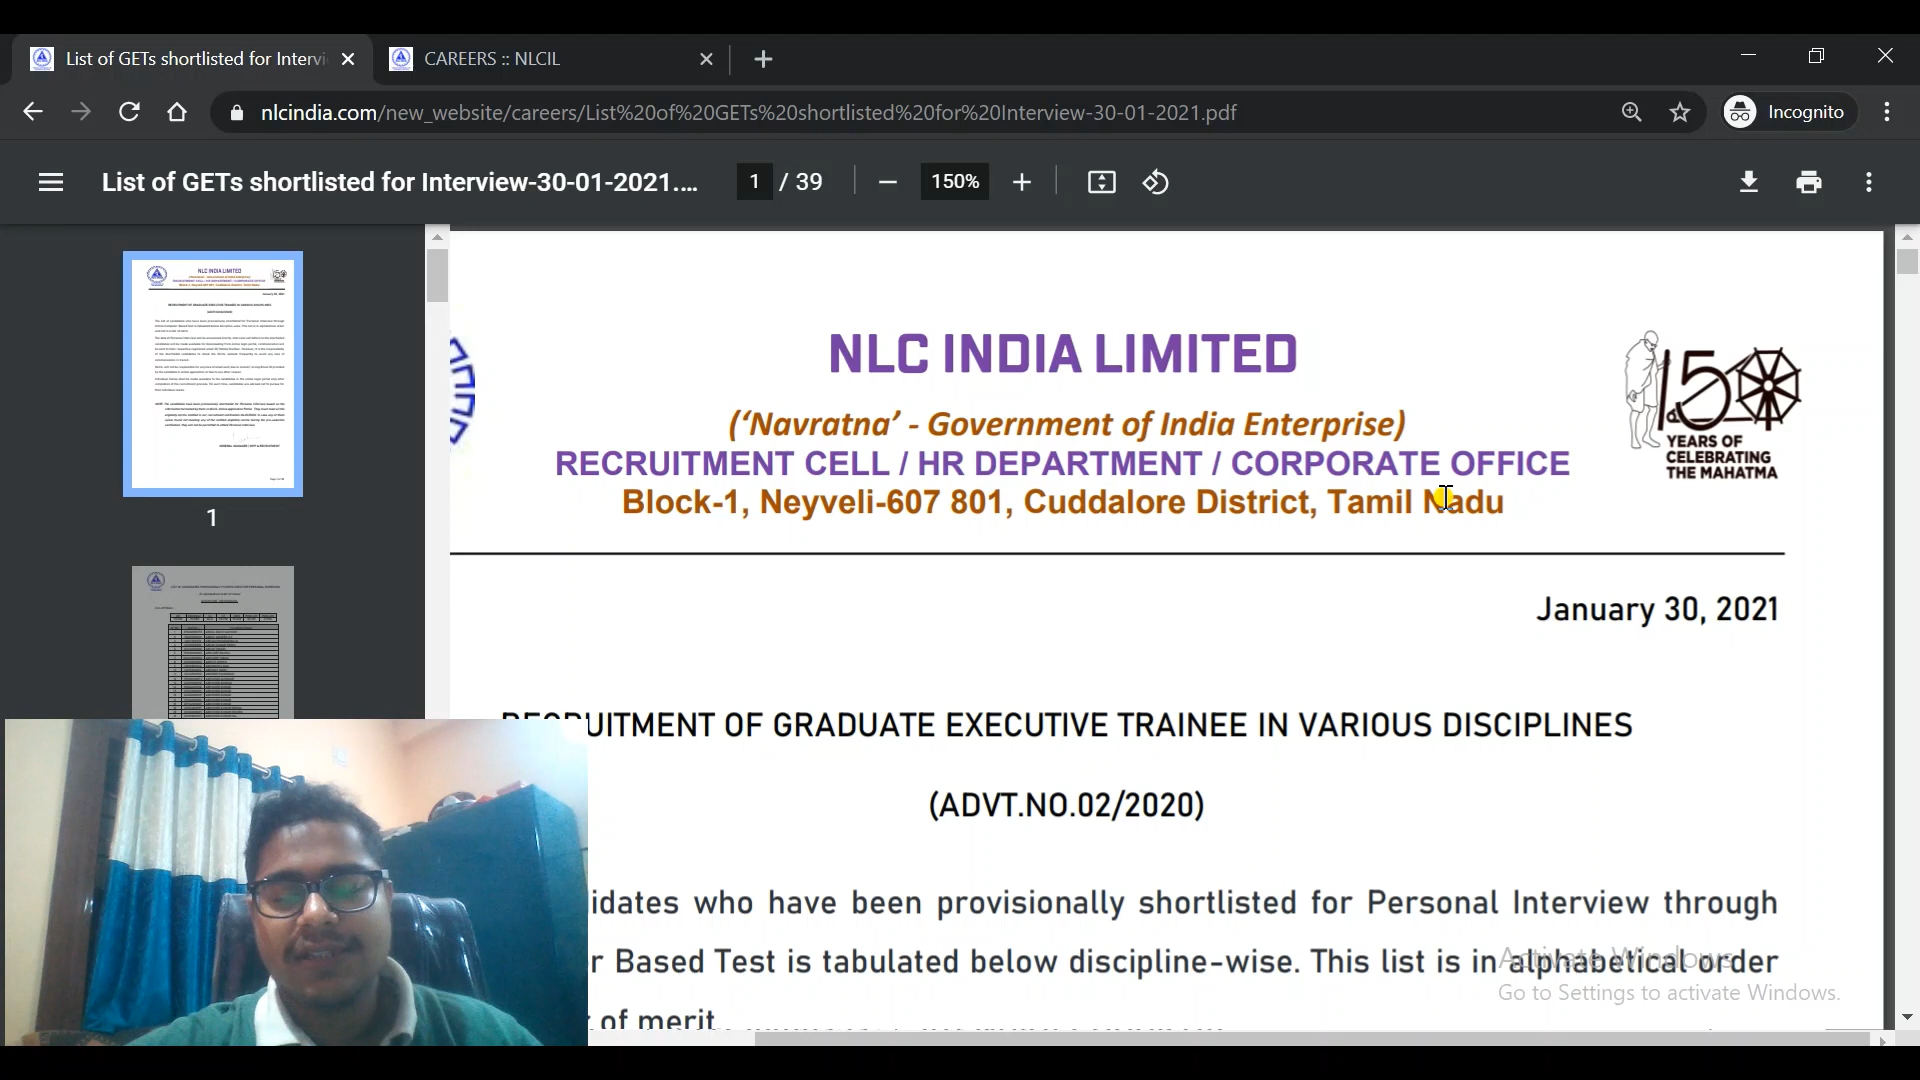 List of GETs shortlisted for Intervi
CAREERS :: NLCIL
nlcindia.com/new_website/careers/List%20of%20GETs%20shortlisted%20for%20Interview-30-01-2021.pdf
Incognito
List of GETs shortlisted for Interview-30-01-2021....
1 / 39
150%
1
NLC INDIA LIMITED
('Navratna' - Government of India Enterprise)
RECRUITMENT CELL / HR DEPARTMENT / CORPORATE OFFICE
Block-1, Neyveli-607 801, Cuddalore District, Tamil Nadu
150
YEARS OF
CELEBRATING
THE MAHATMA
January 30, 2021
RECRUITMENT OF GRADUATE EXECUTIVE TRAINEE IN VARIOUS DISCIPLINES
(ADVT.NO.02/2020)
idates who have been provisionally shortlisted for Personal Interview through
r Based Test is tabulated below discipline-wise. This list is in alphabetical order
of merit
Activate Windows
Go to Settings to activate Windows.